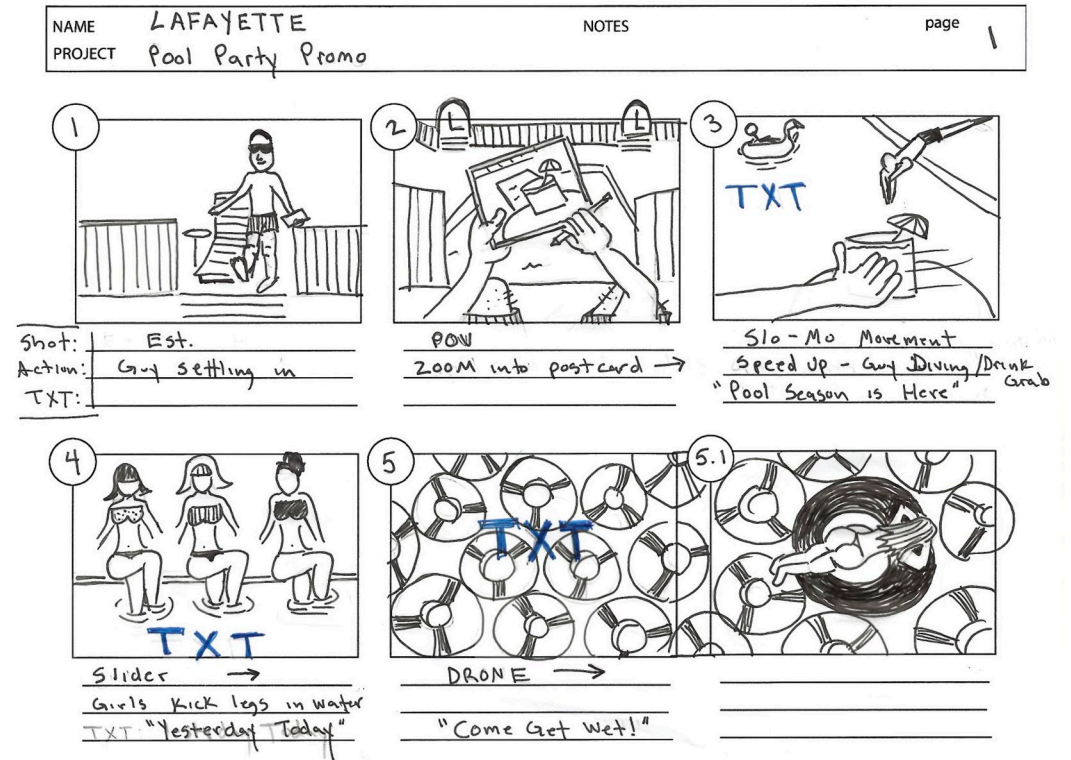 NAME LAFAYETTE NOTES page 1
PROJECT Pool Party Promo
1
2
L L
3
TXT
Shot: Est.
Action: Guy settling in
TXT:
POV
ZOOM into postcard →
Slo-Mo Movement
Speed Up - Guy Diving/Drink Grab
"Pool Season is Here"
4
TXT
5
TXT
5.1
Slider →
Girls kick legs in water
TXT: "Yesterday Today"
DRONE →
"Come Get Wet!"